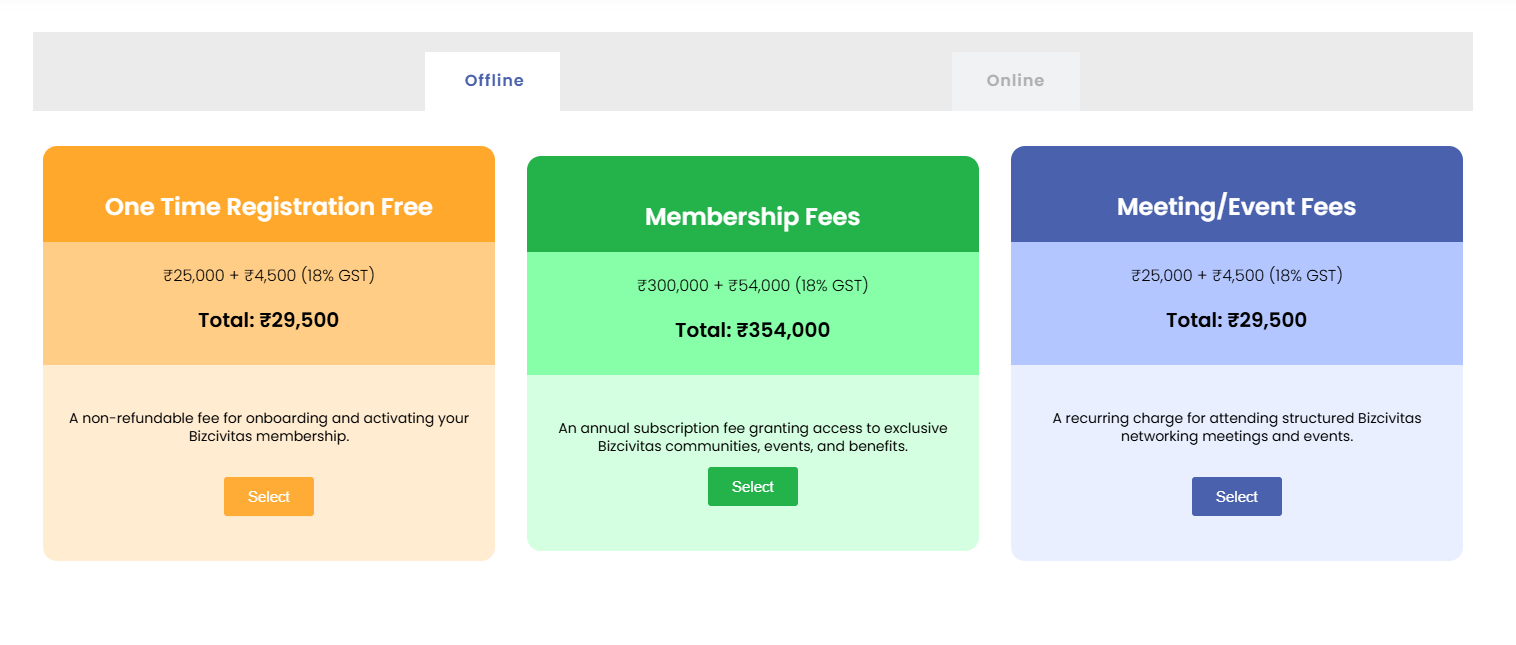 Offline
Online
One Time Registration Free
₹25,000 + ₹4,500 (18% GST)
Total: ₹29,500
A non-refundable fee for onboarding and activating your
Bizcivitas membership.
Select
Membership Fees
₹300,000 + ₹54,000 (18% GST)
Total: ₹354,000
An annual subscription fee granting access to exclusive
Bizcivitas communities, events, and benefits.
Select
Meeting/Event Fees
₹25,000 + ₹4,500 (18% GST)
Total: ₹29,500
A recurring charge for attending structured Bizcivitas
networking meetings and events.
Select